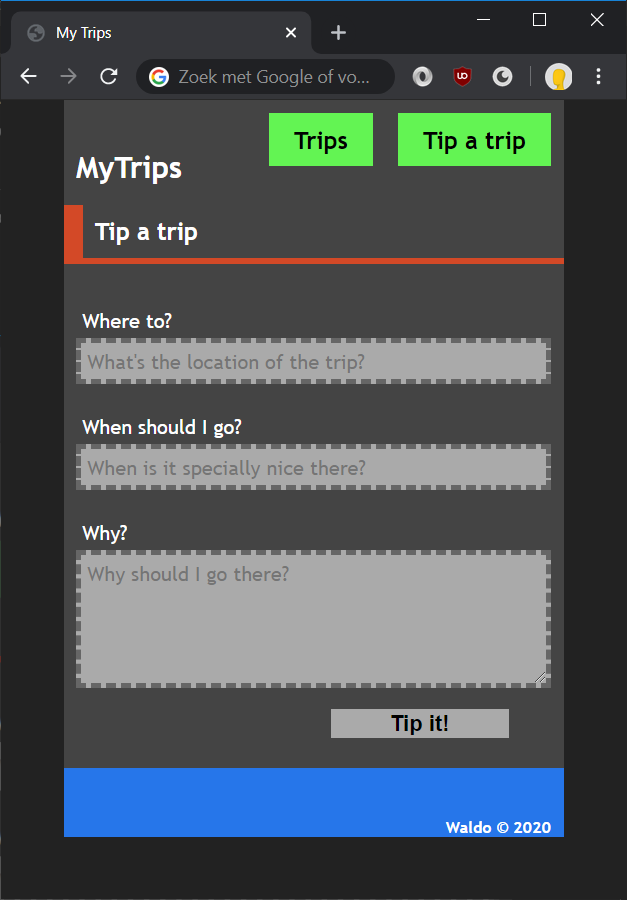 My Trips
Zoek met Google of vo...
Trips
Tip a trip
MyTrips
Tip a trip
Where to?
What's the location of the trip?
When should I go?
When is it specially nice there?
Why?
Why should I go there?
Tip it!
Waldo © 2020